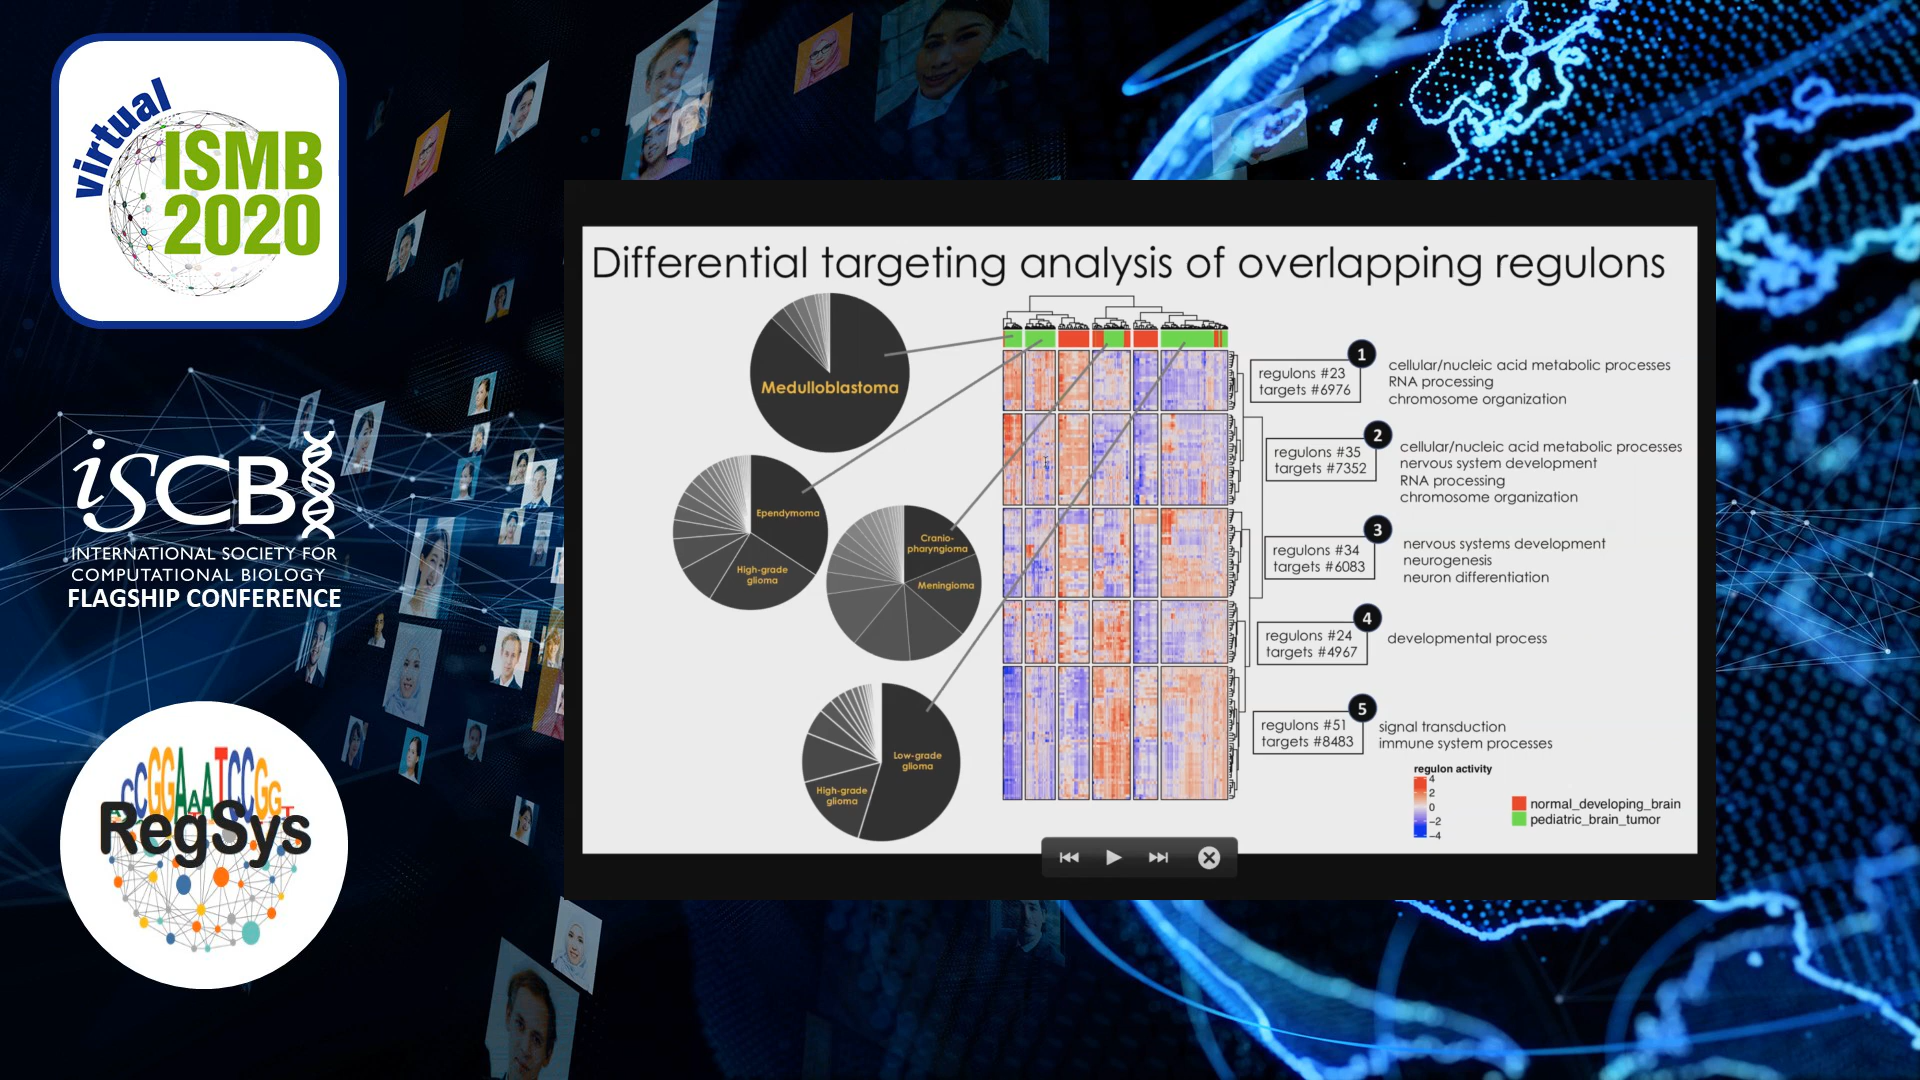 virtual
ISMB
2020
iSCB
INTERNATIONAL SOCIETY FOR
COMPUTATIONAL BIOLOGY
FLAGSHIP CONFERENCE
CCGGAAATCCGGT
RegSys
Differential targeting analysis of overlapping regulons
Medulloblastoma
Ependymoma
High-grade
glioma
Cranio-
pharyngioma
Meningioma
Low-grade
glioma
High-grade
glioma
1
regulons #23
targets #6976
cellular/nucleic acid metabolic processes
RNA processing
chromosome organization
2
regulons #35
targets #7352
cellular/nucleic acid metabolic processes
nervous system development
RNA processing
chromosome organization
3
regulons #34
targets #6083
nervous systems development
neurogenesis
neuron differentiation
4
regulons #24
targets #4967
developmental process
5
regulons #51
targets #8483
signal transduction
immune system processes
regulon activity
4
2
0
−2
−4
normal_developing_brain
pediatric_brain_tumor